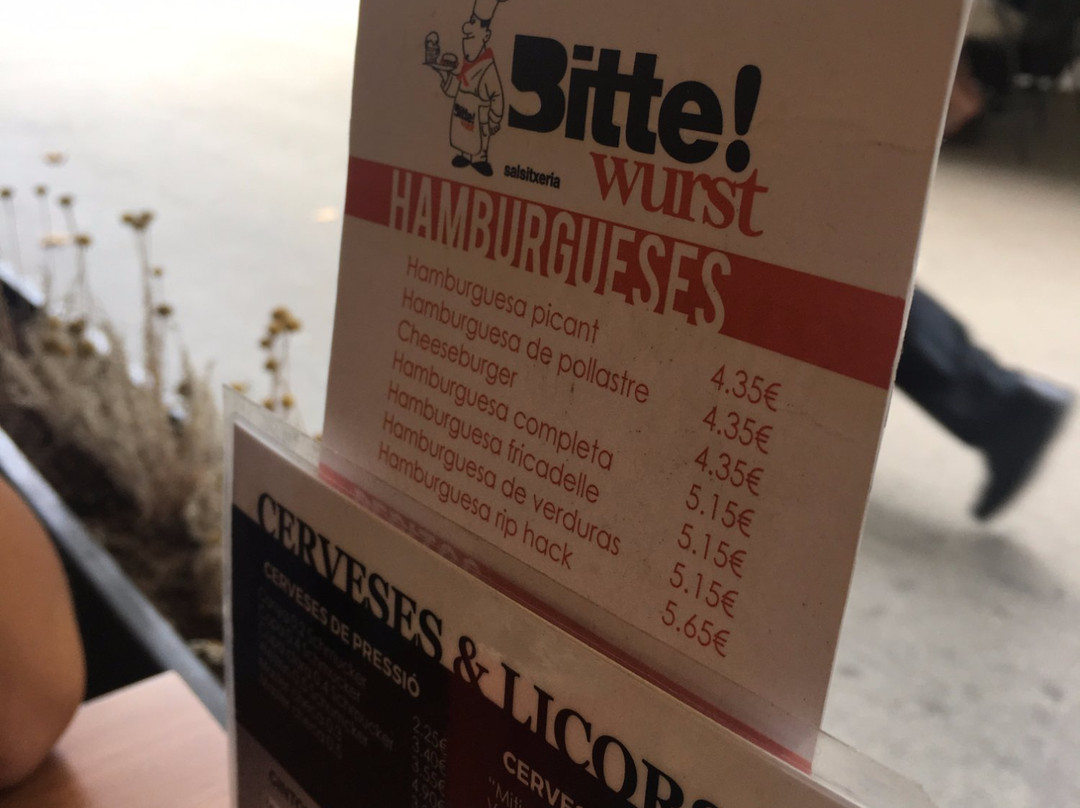 Bitte!
salsitxeria
wurst
HAMBURGUESES
Hamburguesa picant 4.35€
Hamburguesa de pollastre 4.35€
Cheeseburger 4.35€
Hamburguesa completa 5.15€
Hamburguesa fricadelle 5.15€
Hamburguesa de verduras 5.15€
Hamburguesa rip hack 5.65€
CERVESES & LICORS
CERVESES DE PRESSIÓ
2.25€